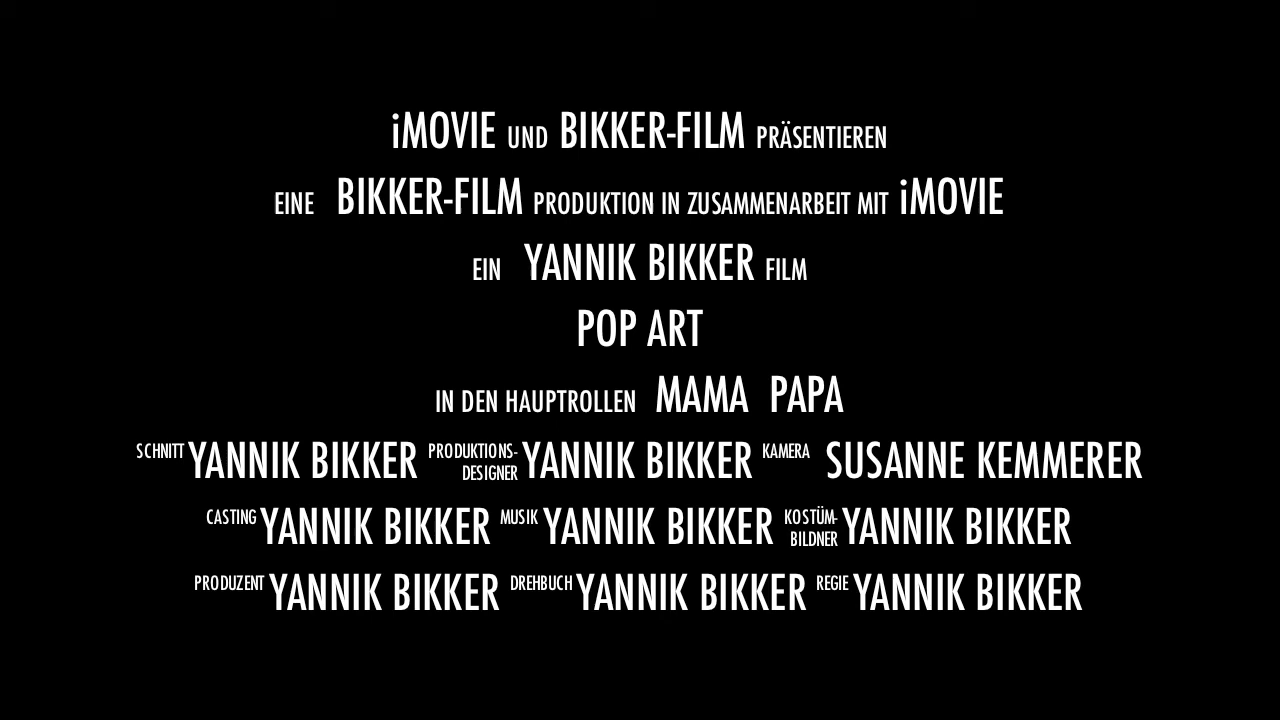 iMOVIE UND BIKKER-FILM PRÄSENTIEREN
EINE BIKKER-FILM PRODUKTION IN ZUSAMMENARBEIT MIT iMOVIE
EIN YANNIK BIKKER FILM
POP ART
IN DEN HAUPTROLLEN MAMA PAPA
SCHNITT YANNIK BIKKER PRODUKTIONS-DESIGNER YANNIK BIKKER KAMERA SUSANNE KEMMERER
CASTING YANNIK BIKKER MUSIK YANNIK BIKKER KOSTÜM-BILDNER YANNIK BIKKER
PRODUZENT YANNIK BIKKER DREHBUCH YANNIK BIKKER REGIE YANNIK BIKKER